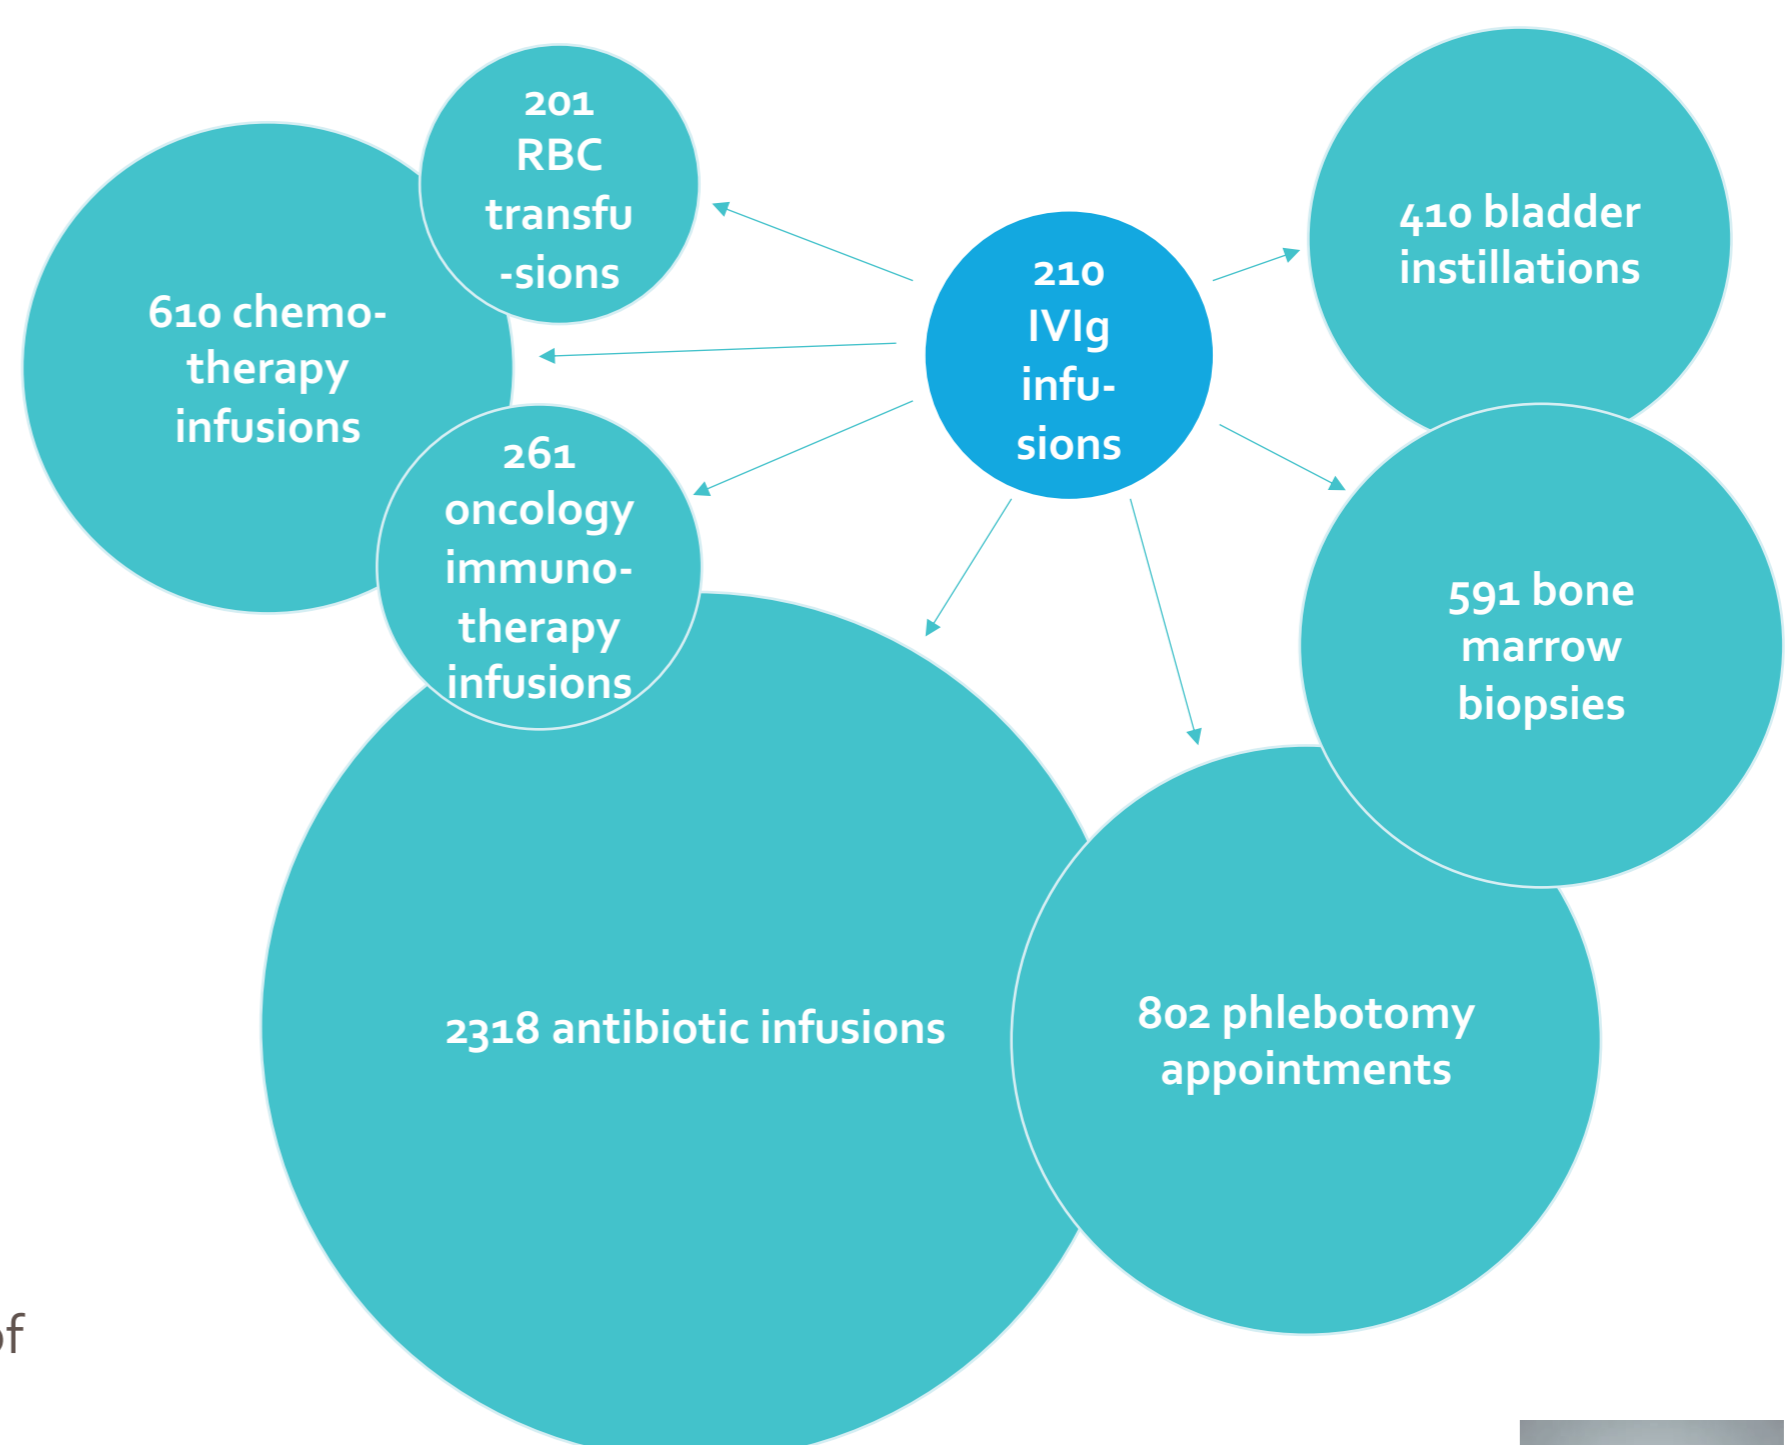 201
RBC
transfu
-sions
610 chemo-
therapy
infusions
261
oncology
immuno-
therapy
infusions
210
IVIg
infu-
sions
410 bladder
instillations
591 bone
marrow
biopsies
2318 antibiotic infusions
802 phlebotomy
appointments
of